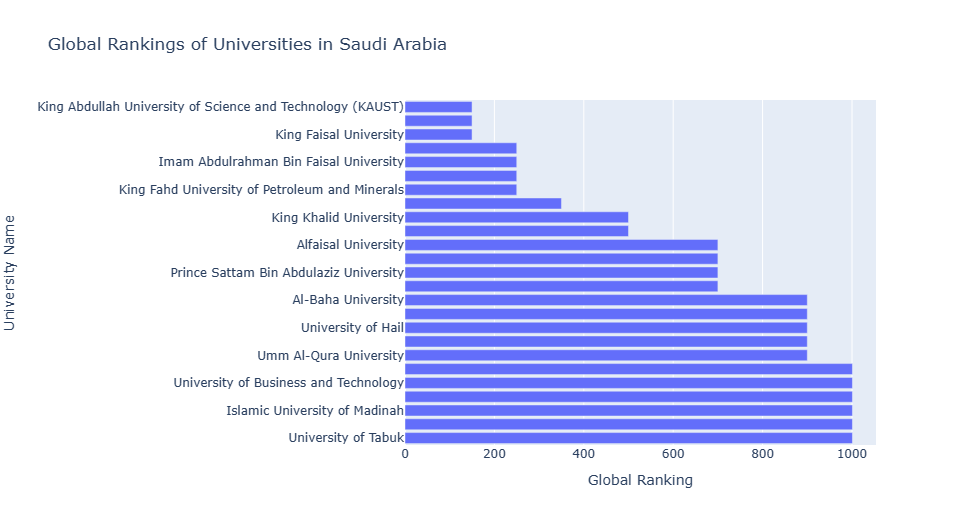 Global Rankings of Universities in Saudi Arabia
King Abdullah University of Science and Technology (KAUST)
King Faisal University
Imam Abdulrahman Bin Faisal University
King Fahd University of Petroleum and Minerals
King Khalid University
Alfaisal University
Prince Sattam Bin Abdulaziz University
Al-Baha University
University of Hail
Umm Al-Qura University
University of Business and Technology
Islamic University of Madinah
University of Tabuk
University Name
0 200 400 600 800 1000
Global Ranking